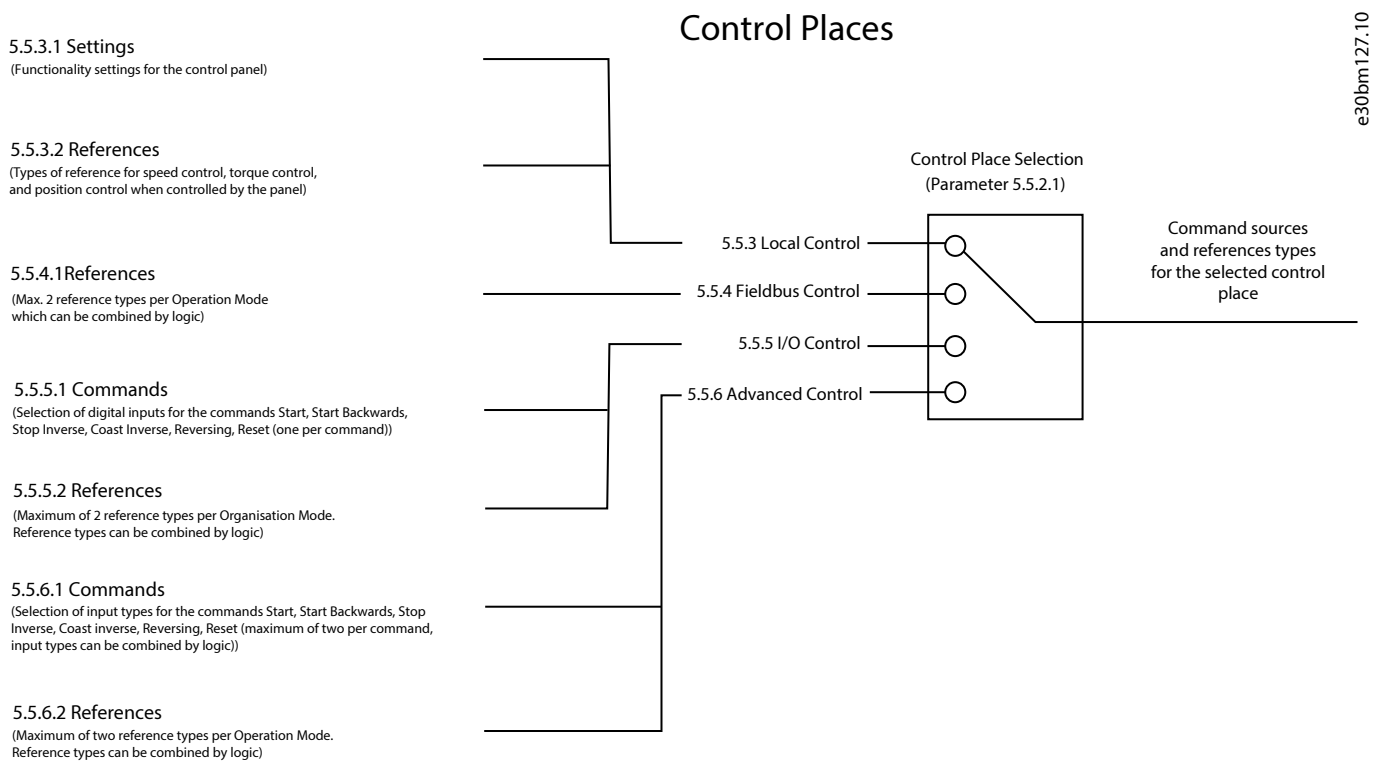 Control Places
e30bm127.10
5.5.3.1 Settings
(Functionality settings for the control panel)
5.5.3.2 References
(Types of reference for speed control, torque control,
and position control when controlled by the panel)
5.5.4.1References
(Max. 2 reference types per Operation Mode
which can be combined by logic)
5.5.5.1 Commands
(Selection of digital inputs for the commands Start, Start Backwards,
Stop Inverse, Coast Inverse, Reversing, Reset (one per command))
5.5.5.2 References
(Maximum of 2 reference types per Organisation Mode.
Reference types can be combined by logic)
5.5.6.1 Commands
(Selection of input types for the commands Start, Start Backwards, Stop
Inverse, Coast inverse, Reversing, Reset (maximum of two per command,
input types can be combined by logic))
5.5.6.2 References
(Maximum of two reference types per Operation Mode.
Reference types can be combined by logic)
5.5.3 Local Control
5.5.4 Fieldbus Control
5.5.5 I/O Control
5.5.6 Advanced Control
Control Place Selection
(Parameter 5.5.2.1)
Command sources
and references types
for the selected control
place